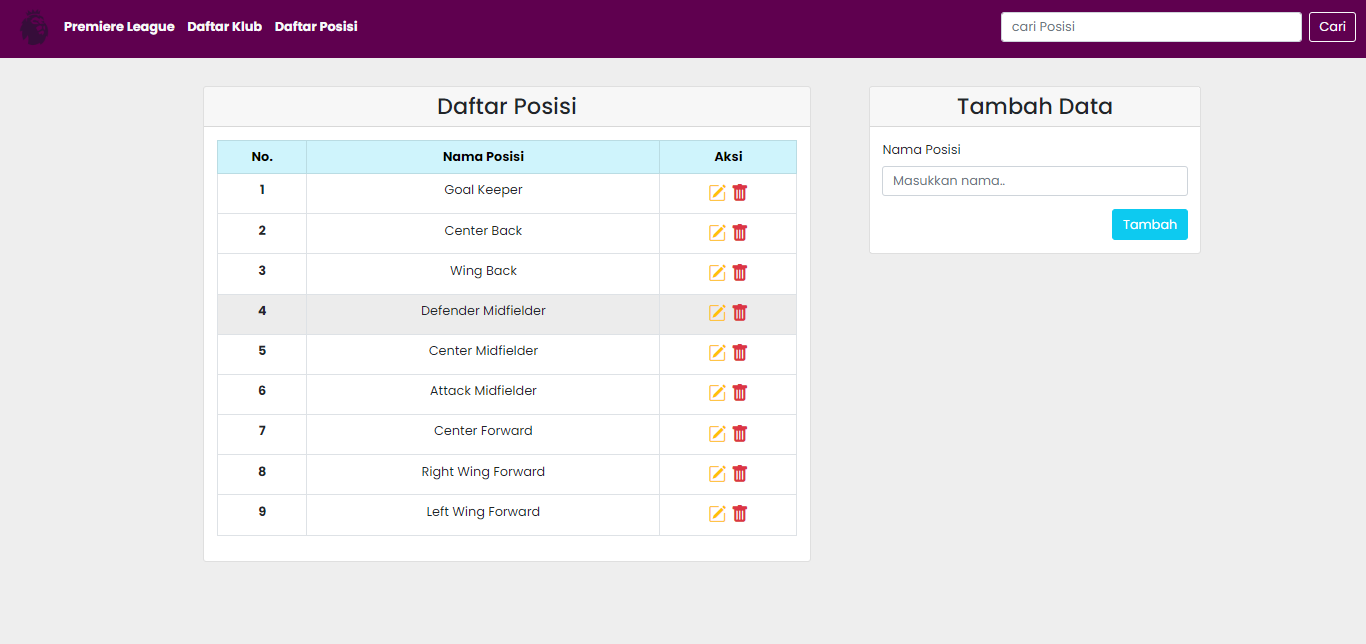 Premiere League Daftar Klub Daftar Posisi cari Posisi Cari
Daftar Posisi
No. Nama Posisi Aksi
1 Goal Keeper
2 Center Back
3 Wing Back
4 Defender Midfielder
5 Center Midfielder
6 Attack Midfielder
7 Center Forward
8 Right Wing Forward
9 Left Wing Forward
Tambah Data
Nama Posisi
Masukkan nama..
Tambah